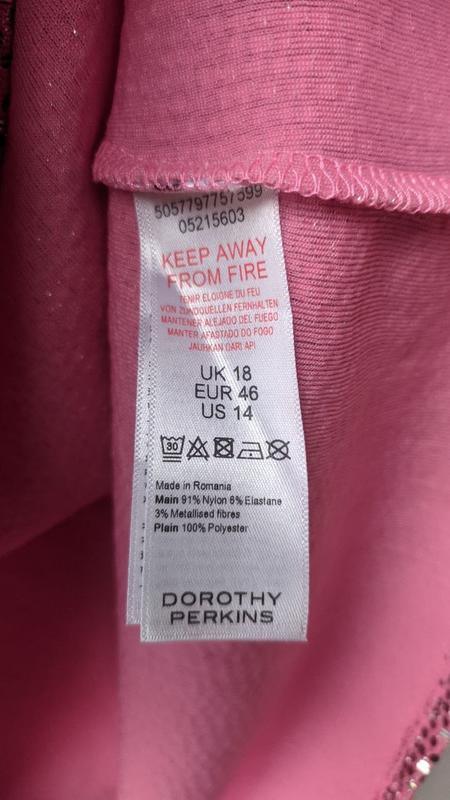 5057797757599
05215603
KEEP AWAY
FROM FIRE
TENIR ELOIGNE DU FEU
VON ZUNDQUELLEN FERNHALTEN
MANTENER ALEJADO DEL FUEGO
MANTER AFASTADO DO FOGO
JAUHKAN DARI API
UK 18
EUR 46
US 14
30
Made in Romania
Main 91% Nylon 6% Elastane
3% Metallised fibres
Plain 100% Polyester
DOROTHY
PERKINS